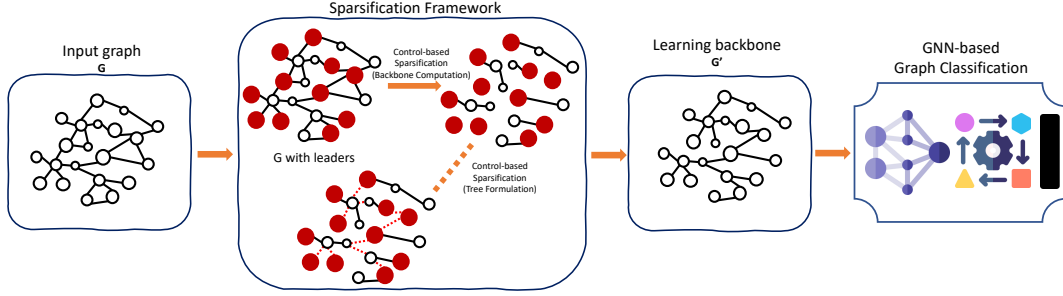 Sparsification Framework
Input graph
G
Control-based
Sparsification
(Backbone Computation)
G with leaders
Control-based
Sparsification
(Tree Formulation)
Learning backbone
G'
GNN-based
Graph Classification